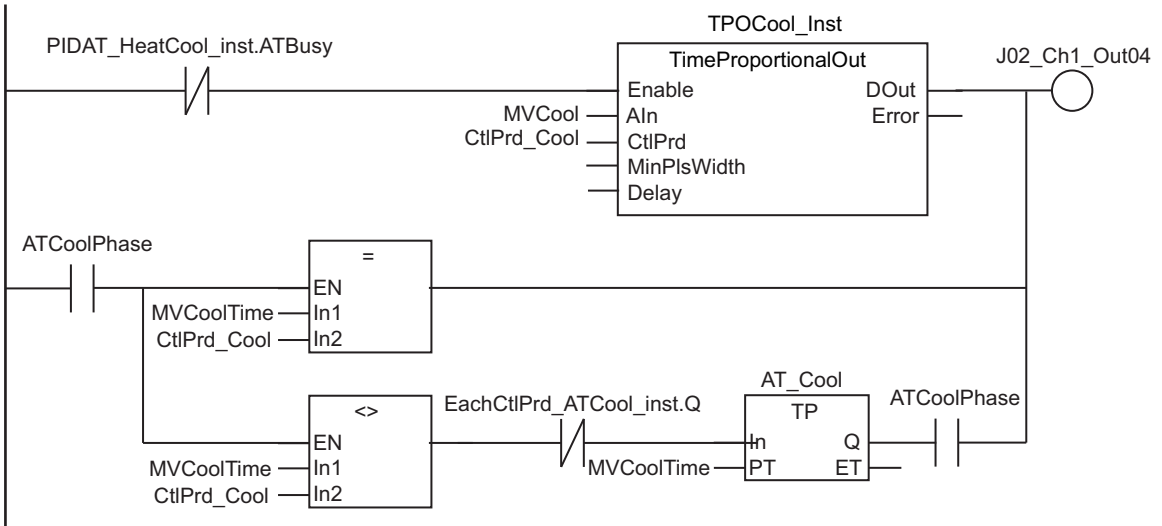 TPOCool_Inst
PIDAT_HeatCool_inst.ATBusy
TimeProportionalOut
J02_Ch1_Out04
Enable
DOut
MVCool
AIn
Error
CtlPrd_Cool
CtlPrd
MinPlsWidth
Delay
ATCoolPhase
=
EN
MVCoolTime
In1
CtlPrd_Cool
In2
AT_Cool
<>
EachCtlPrd_ATCool_inst.Q
TP
ATCoolPhase
EN
In
Q
MVCoolTime
In1
MVCoolTime
PT
ET
CtlPrd_Cool
In2